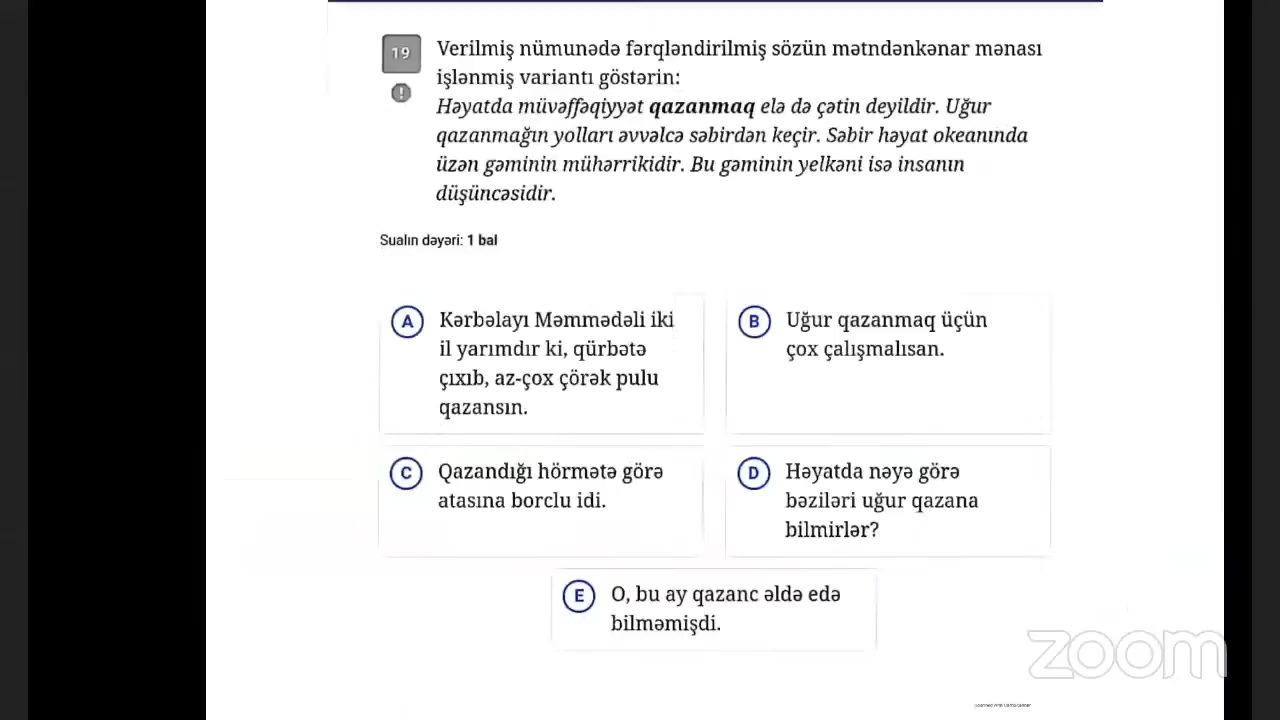 19
Verilmiş nümunədə fərqləndirilmiş sözün mətndənkənar mənası
işlənmiş variantı göstərin:
!
Həyatda müvəffəqiyyət qazanmaq elə də çətin deyildir. Uğur
qazanmağın yolları əvvəlcə səbirdən keçir. Səbir həyat okeanında
üzən gəminin mühərrikidir. Bu gəminin yelkəni isə insanın
düşüncəsidir.
Sualın dəyəri: 1 bal
A
Kərbəlayı Məmmədəli iki
il yarımdır ki, qürbətə
çıxıb, az-çox çörək pulu
qazansın.
B
Uğur qazanmaq üçün
çox çalışmalısan.
C
Qazandığı hörmətə görə
atasına borclu idi.
D
Həyatda nəyə görə
bəziləri uğur qazana
bilmirlər?
E
O, bu ay qazanc əldə edə
bilməmişdi.
zoom